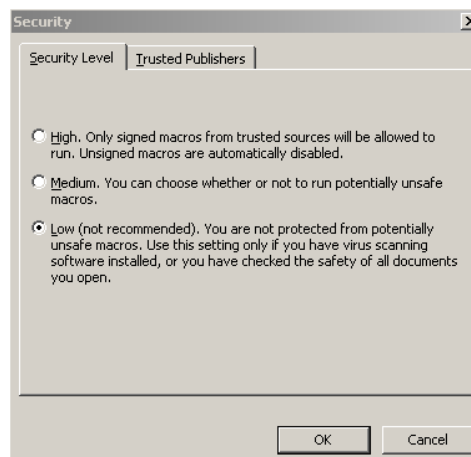 Security
Security Level
Trusted Publishers
High. Only signed macros from trusted sources will be allowed to
run. Unsigned macros are automatically disabled.
Medium. You can choose whether or not to run potentially unsafe
macros.
Low (not recommended). You are not protected from potentially
unsafe macros. Use this setting only if you have virus scanning
software installed, or you have checked the safety of all documents
you open.
OK
Cancel